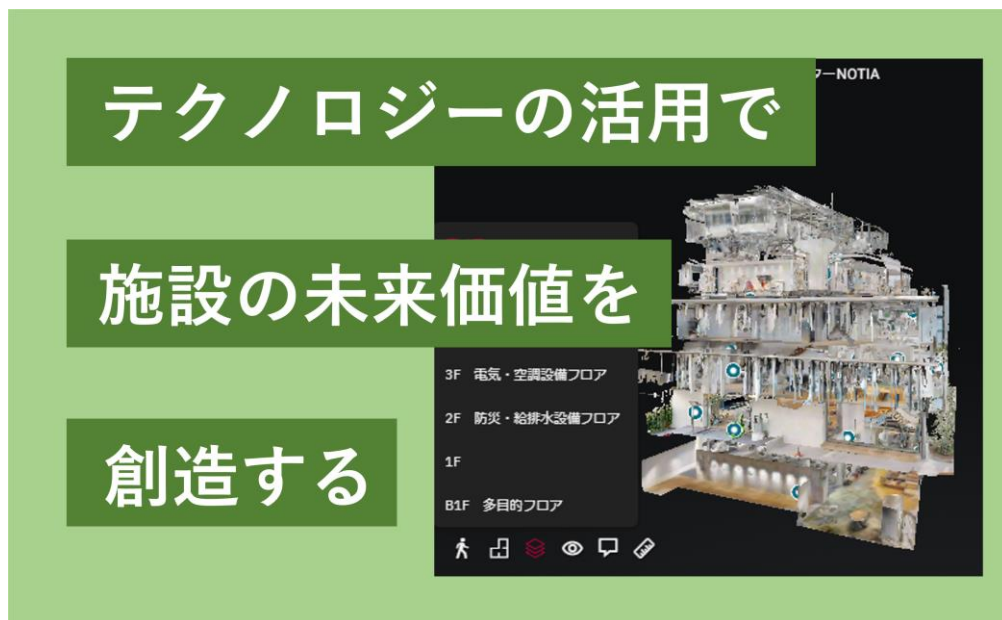 テクノロジーの活用で
ーNOTIA
施設の未来価値を
3F 電気・空調設備フロア
2F 防災・給排水設備フロア
1F
B1F 多目的フロア
創造する